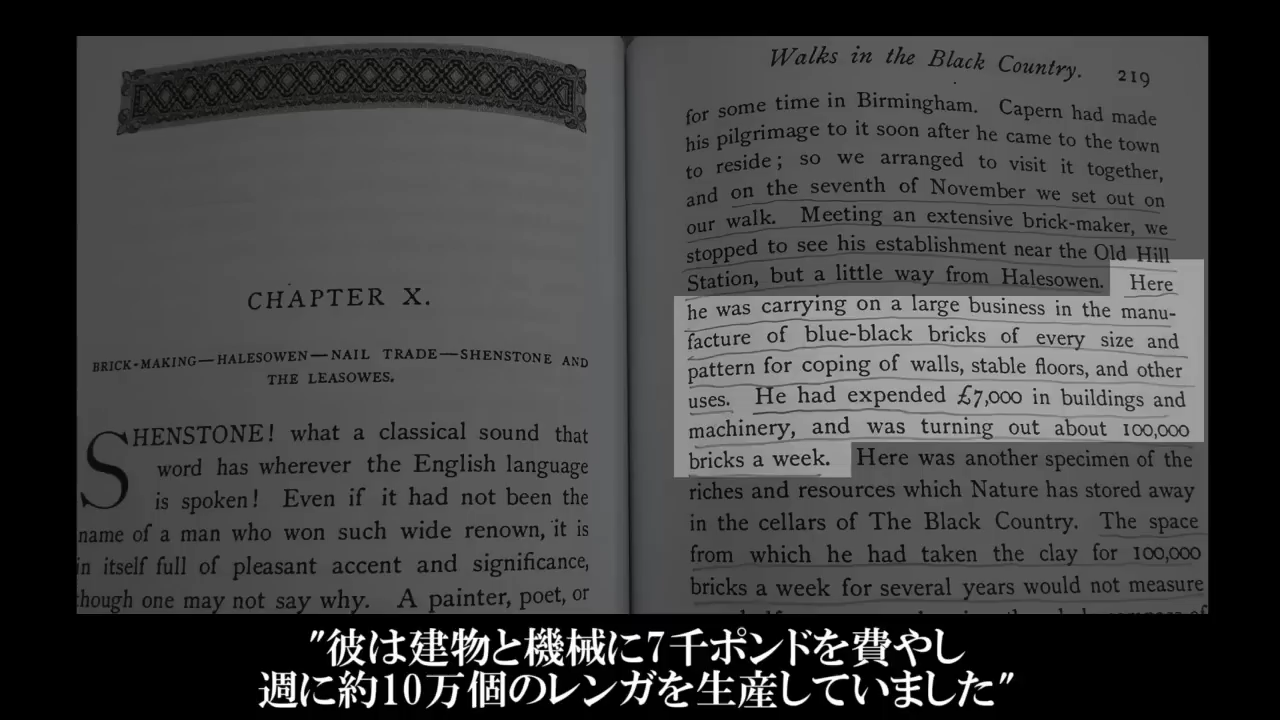 CHAPTER X.
BRICK-MAKING—HALESOWEN—NAIL TRADE—SHENSTONE AND
THE LEASOWES.
SHENSTONE! what a classical sound that
word has wherever the English language
is spoken! Even if it had not been the
name of a man who won such wide renown, it is
in itself full of pleasant accent and significance,
though one may not say why. A painter, poet, or
Walks in the Black Country. 219
for some time in Birmingham. Capern had made
his pilgrimage to it soon after he came to the town
to reside; so we arranged to visit it together,
and on the seventh of November we set out on
our walk. Meeting an extensive brick-maker, we
stopped to see his establishment near the Old Hill
Station, but a little way from Halesowen. Here
he was carrying on a large business in the manu-
facture of blue-black bricks of every size and
pattern for coping of walls, stable floors, and other
uses. He had expended £7,000 in buildings and
machinery, and was turning out about 100,000
bricks a week. Here was another specimen of the
riches and resources which Nature has stored away
in the cellars of The Black Country. The space
from which he had taken the clay for 100,000
bricks a week for several years would not measure
"彼は建物と機械に7千ポンドを費やし
週に約10万個のレンガを生産していました"